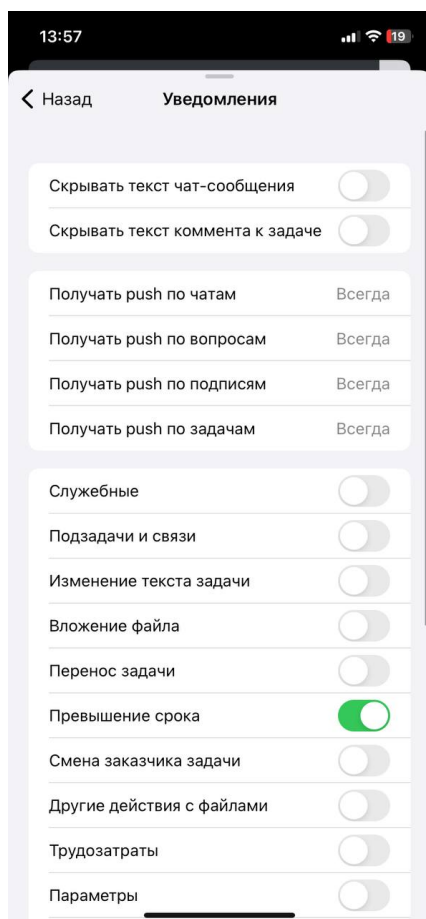 13:57
19
Назад
Уведомления
Скрывать текст чат-сообщения
Скрывать текст коммента к задаче
Получать push по чатам Всегда
Получать push по вопросам Всегда
Получать push по подписям Всегда
Получать push по задачам Всегда
Служебные
Подзадачи и связи
Изменение текста задачи
Вложение файла
Перенос задачи
Превышение срока
Смена заказчика задачи
Другие действия с файлами
Трудозатраты
Параметры